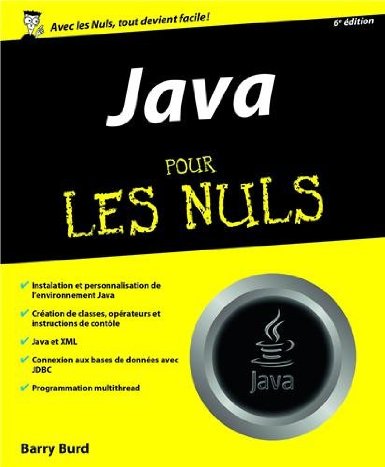 Avec les Nuls, tout devient facile!
6e édition
Java
POUR
LES NULS
Instalation et personnalisation de
l'environnement Java
Création de classes, opérateurs et
instructions de contôle
Java et XML
Connexion aux bases de données avec
JDBC
Programmation multithread
Java
Barry Burd